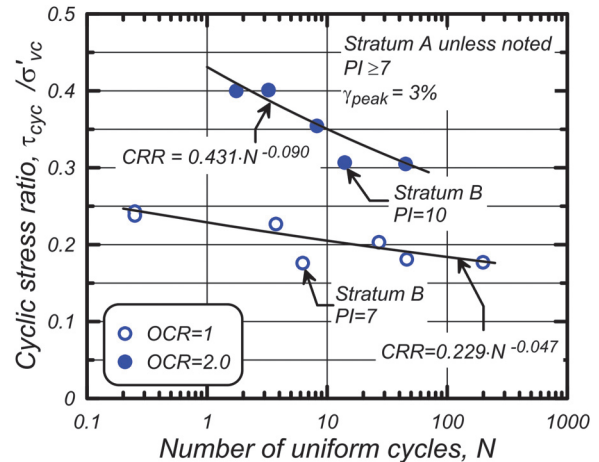 Cyclic stress ratio, τcyc /σ'vc
0.5
0.4
0.3
0.2
0.1
0
Stratum A unless noted
PI ≥7
γpeak = 3%
CRR = 0.431·N^-0.090
Stratum B
PI=10
Stratum B
PI=7
OCR=1
OCR=2.0
CRR=0.229·N^-0.047
0.1 1 10 100 1000
Number of uniform cycles, N